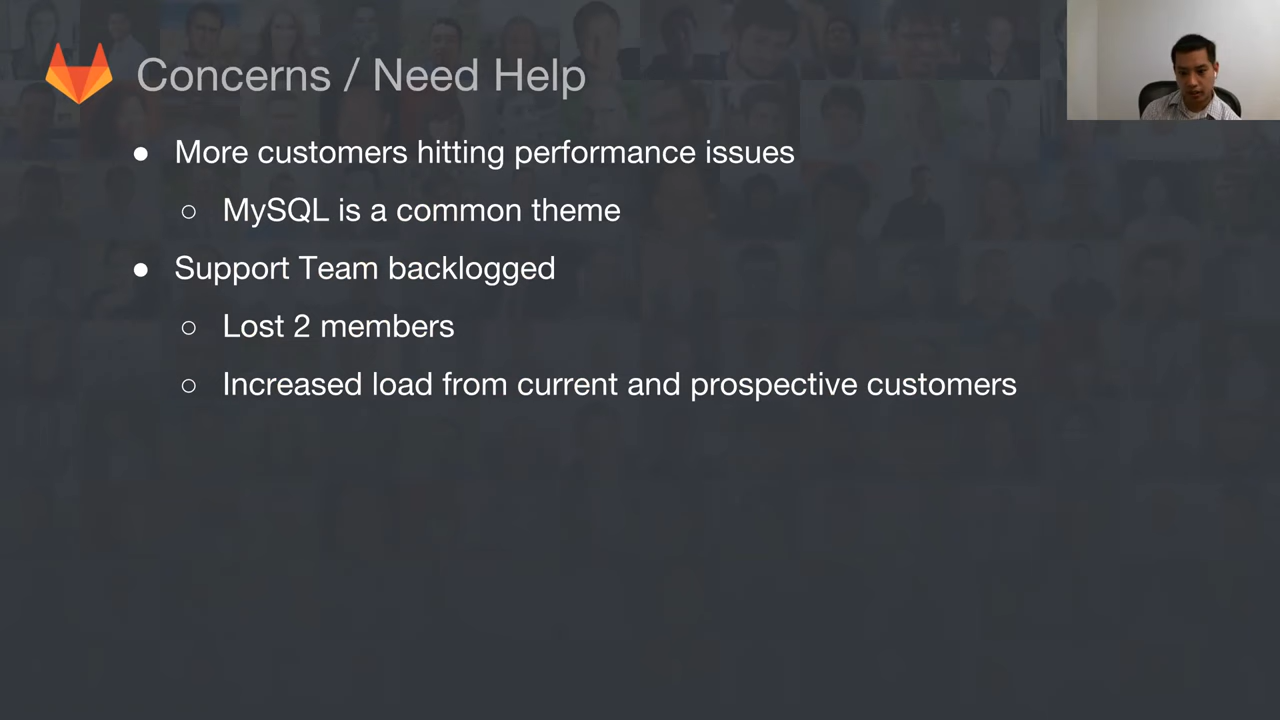 Concerns / Need Help
● More customers hitting performance issues
○ MySQL is a common theme
● Support Team backlogged
○ Lost 2 members
○ Increased load from current and prospective customers